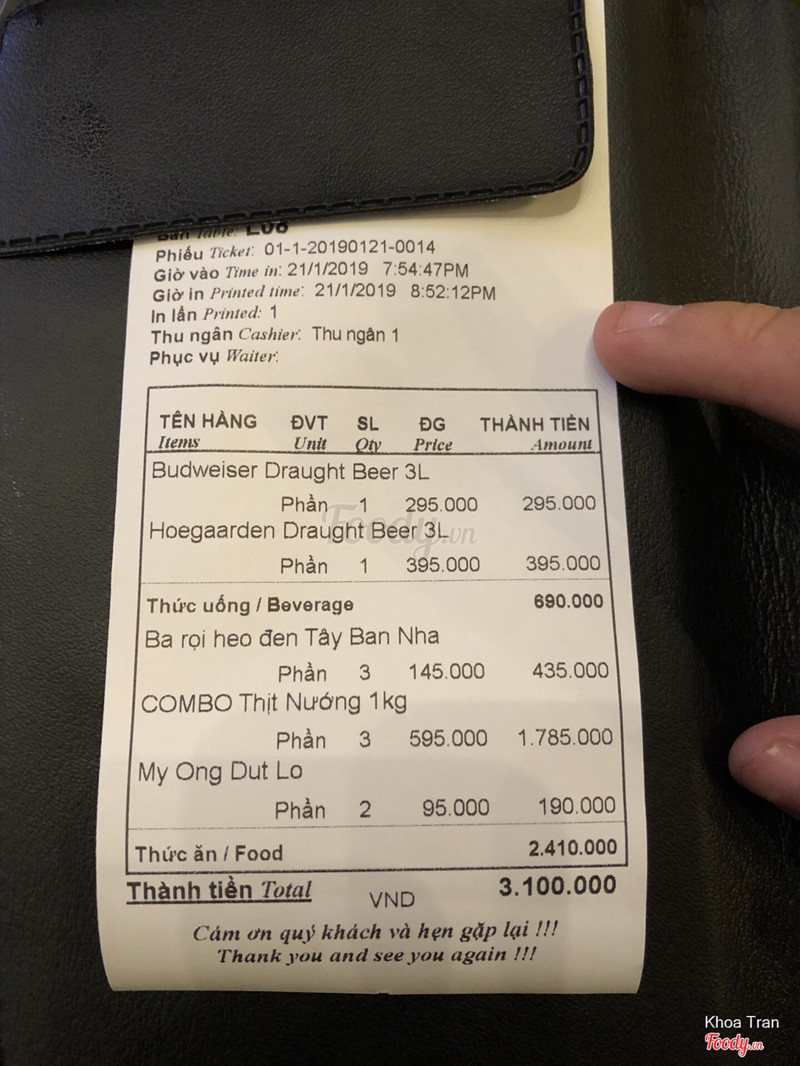 Bàn Table: L08
Phiếu Ticket: 01-1-20190121-0014
Giờ vào Time in: 21/1/2019 7:54:47PM
Giờ in Printed time: 21/1/2019 8:52:12PM
In lần Printed: 1
Thu ngân Cashier: Thu ngân 1
Phục vụ Waiter:
TÊN HÀNG ĐVT SL ĐG THÀNH TIỀN
Items Unit Qty Price Amount
Budweiser Draught Beer 3L
Phần 1 295.000 295.000
Hoegaarden Draught Beer 3L
Phần 1 395.000 395.000
Thức uống / Beverage 690.000
Ba rọi heo đen Tây Ban Nha
Phần 3 145.000 435.000
COMBO Thịt Nướng 1kg
Phần 3 595.000 1.785.000
My Ong Dut Lo
Phần 2 95.000 190.000
Thức ăn / Food 2.410.000
Thành tiền Total VND 3.100.000
Cám ơn quý khách và hẹn gặp lại !!!
Thank you and see you again !!!
Foody.vn
Khoa Tran
Foody.vn